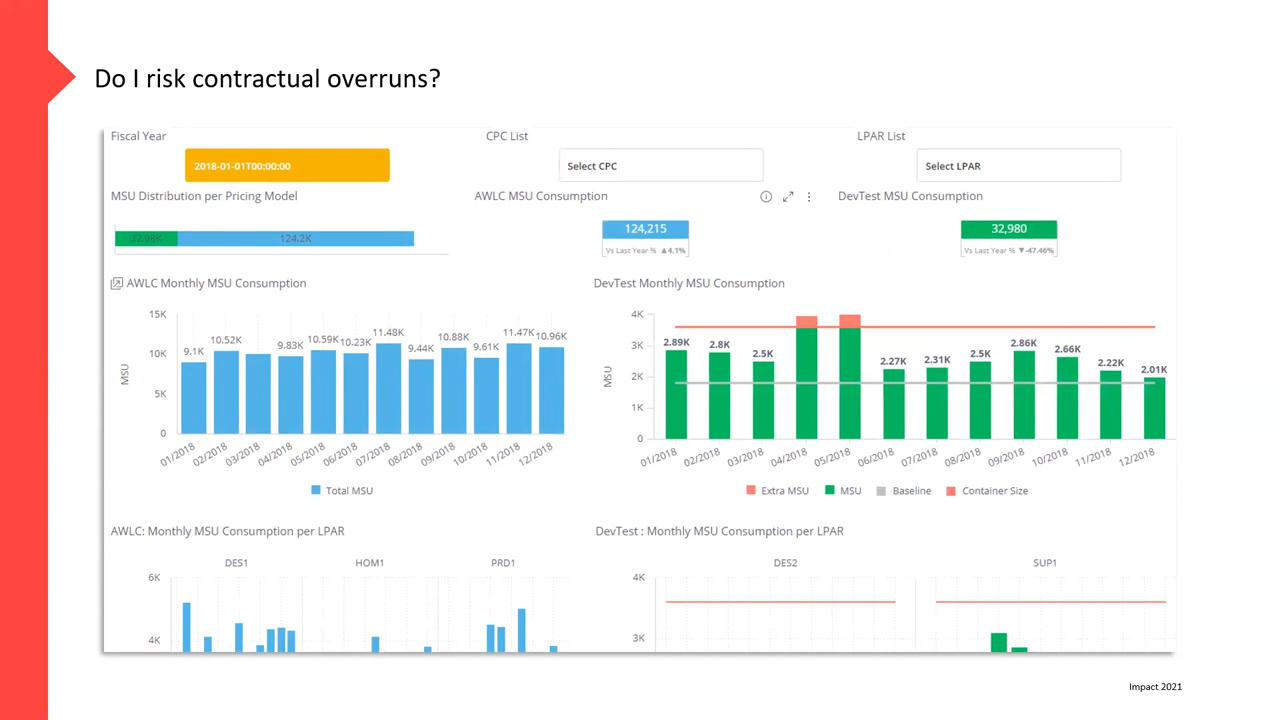 Do I risk contractual overruns?
Fiscal Year
CPC List
LPAR List
2018-01-01T00:00:00
Select CPC
Select LPAR
MSU Distribution per Pricing Model
AWLC MSU Consumption
DevTest MSU Consumption
32.98K
124.2K
124,215
Vs Last Year % ▲4.1%
32,980
Vs Last Year % ▼-47.46%
AWLC Monthly MSU Consumption
15K
10K
5K
0
MSU
9.1K
10.52K
9.83K
10.59K
10.23K
11.48K
9.44K
10.88K
9.61K
11.47K
10.96K
01/2018
02/2018
03/2018
04/2018
05/2018
06/2018
07/2018
08/2018
09/2018
10/2018
11/2018
12/2018
Total MSU
DevTest Monthly MSU Consumption
4K
3K
2K
1K
0
MSU
2.89K
2.8K
2.5K
2.27K
2.31K
2.5K
2.86K
2.66K
2.22K
2.01K
01/2018
02/2018
03/2018
04/2018
05/2018
06/2018
07/2018
08/2018
09/2018
10/2018
11/2018
12/2018
Extra MSU
MSU
Baseline
Container Size
AWLC: Monthly MSU Consumption per LPAR
DES1
HOM1
PRD1
6K
4K
DevTest : Monthly MSU Consumption per LPAR
DES2
SUP1
4K
3K
Impact 2021